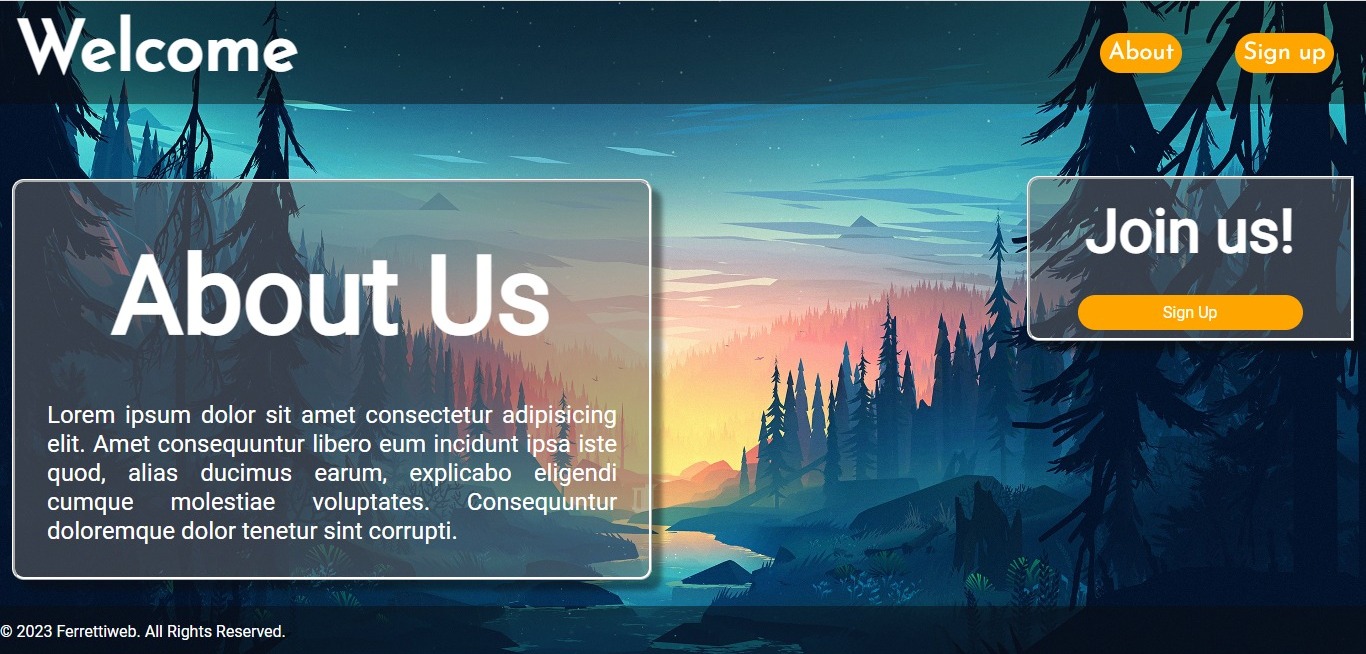 Welcome
About
Sign up
About Us
Lorem ipsum dolor sit amet consectetur adipisicing
elit. Amet consequuntur libero eum incidunt ipsa iste
quod, alias ducimus earum, explicabo eligendi
cumque molestiae voluptates. Consequuntur
doloremque dolor tenetur sint corrupti.
Join us!
Sign Up
© 2023 Ferrettiweb. All Rights Reserved.